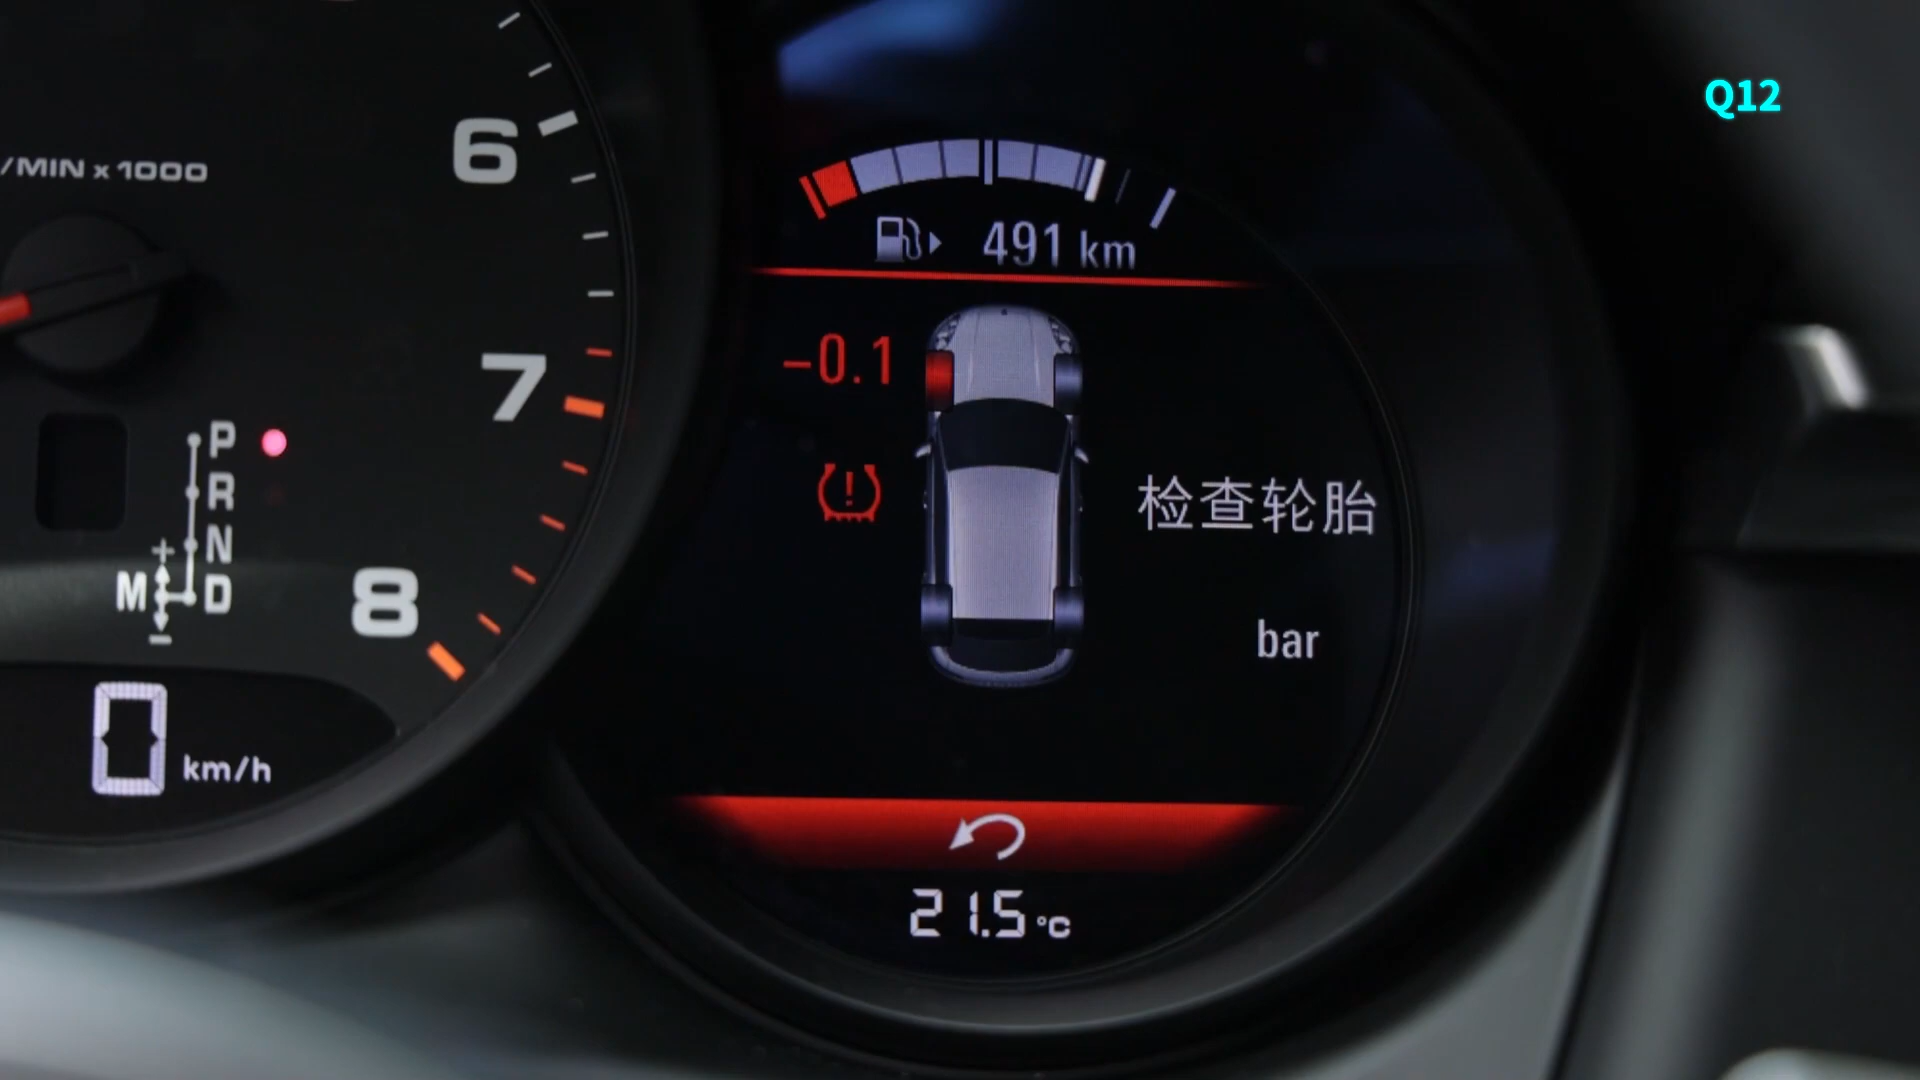 Q12
/MIN x 1000
6
7
8
P
R
N
+
M D
−
0 km/h
491 km
−0.1
检查轮胎
bar
21.5 °C